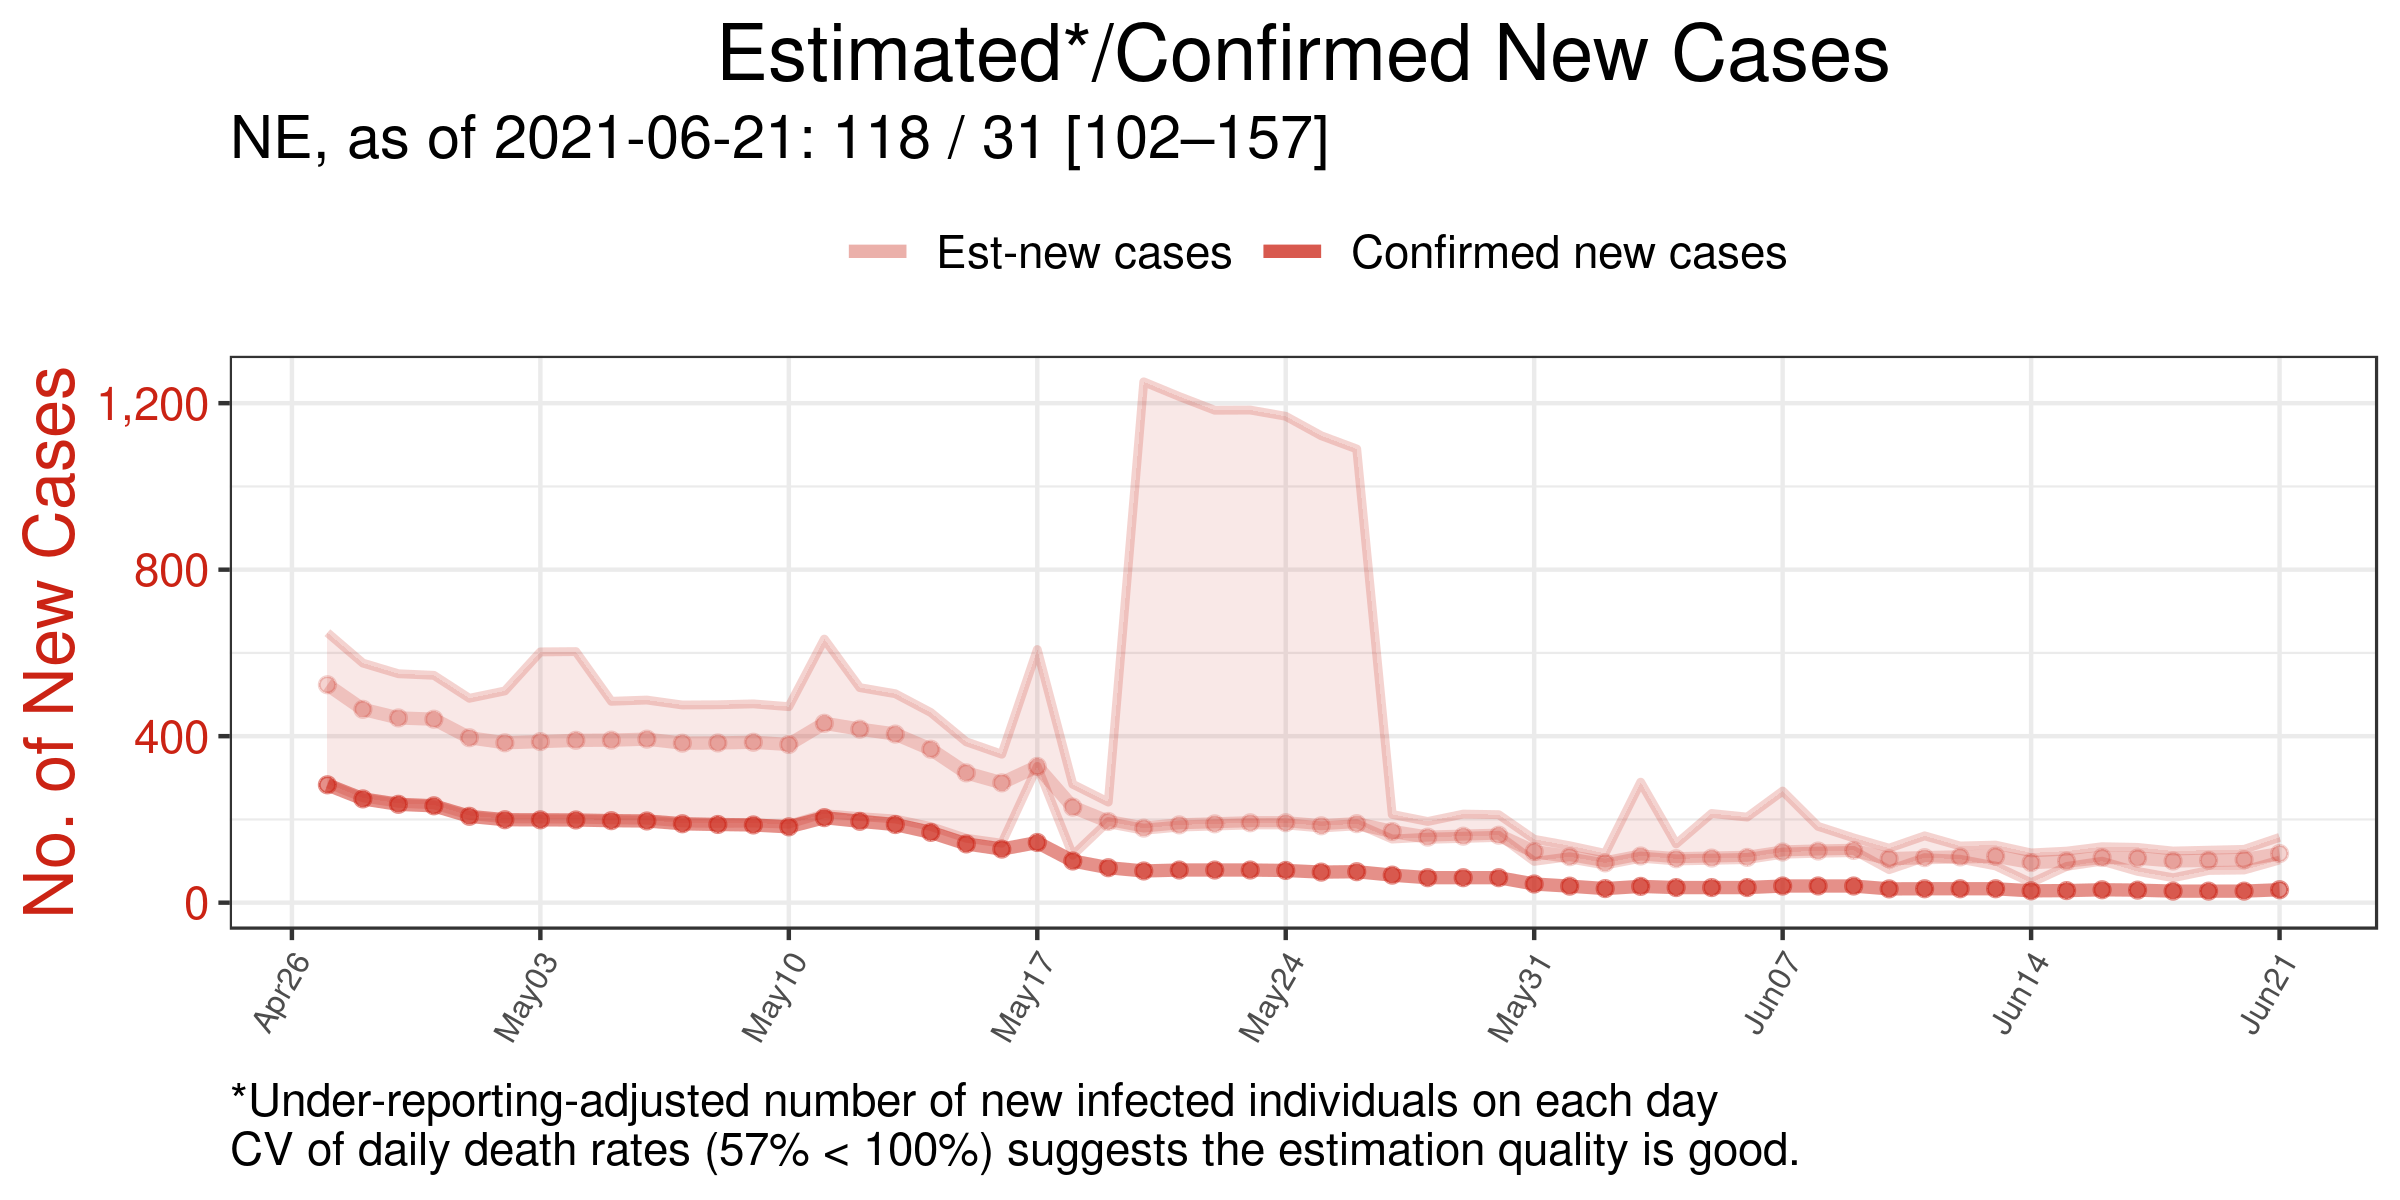 Estimated*/Confirmed New Cases
NE, as of 2021-06-21: 118 / 31 [102–157]
Est-new cases
Confirmed new cases
No. of New Cases
1,200
800
400
0
Apr26
May03
May10
May17
May24
May31
Jun07
Jun14
Jun21
*Under-reporting-adjusted number of new infected individuals on each day
CV of daily death rates (57% < 100%) suggests the estimation quality is good.